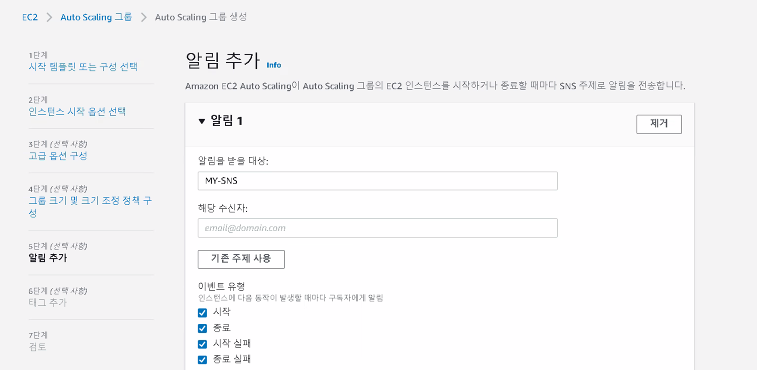 EC2 > Auto Scaling 그룹 > Auto Scaling 그룹 생성
1단계
시작 템플릿 또는 구성 선택
2단계
인스턴스 시작 옵션 선택
3단계 (선택 사항)
고급 옵션 구성
4단계 (선택 사항)
그룹 크기 및 크기 조정 정책 구
성
5단계 (선택 사항)
알림 추가
6단계 (선택 사항)
태그 추가
7단계
검토
알림 추가 Info
Amazon EC2 Auto Scaling이 Auto Scaling 그룹의 EC2 인스턴스를 시작하거나 종료할 때마다 SNS 주제로 알림을 전송합니다.
알림 1
제거
알림을 받을 대상:
MY-SNS
해당 수신자:
email@domain.com
기존 주제 사용
이벤트 유형
인스턴스에 다음 동작이 발생할 때마다 구독자에게 알림
시작
종료
시작 실패
종료 실패